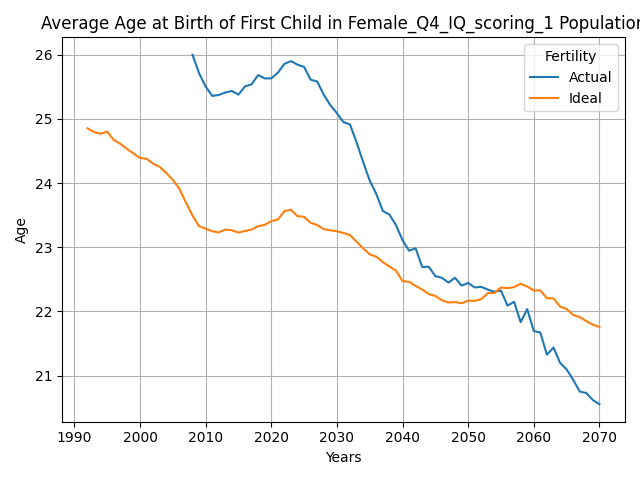 Average Age at Birth of First Child in Female_Q4_IQ_scoring_1 Population
Fertility
Actual
Ideal
26
25
24
23
22
21
Age
1990
2000
2010
2020
2030
2040
2050
2060
2070
Years